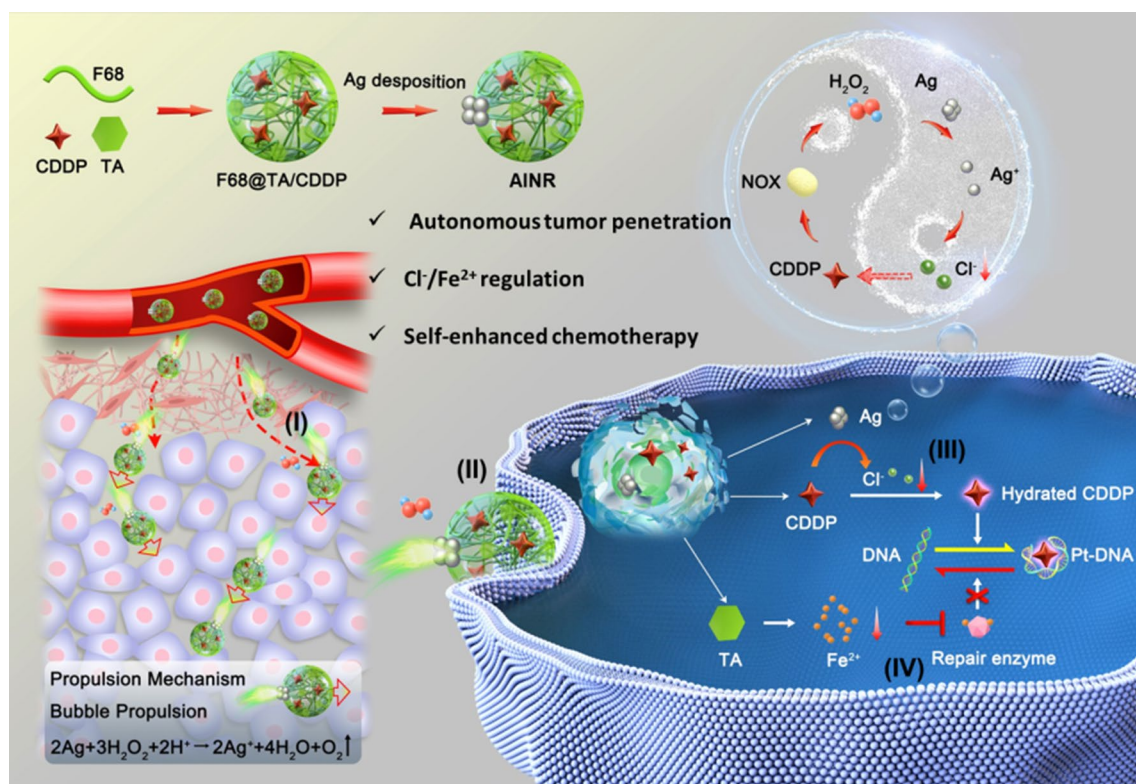 F68
CDDP
TA
F68@TA/CDDP
Ag desposition
AINR
✓ Autonomous tumor penetration
✓ Cl⁻/Fe²⁺ regulation
✓ Self-enhanced chemotherapy
H₂O₂
Ag
NOX
Ag⁺
CDDP
Cl⁻
(I)
(II)
Ag
Cl⁻
(III)
CDDP
Hydrated CDDP
DNA
Pt-DNA
TA
Fe²⁺
(IV)
Repair enzyme
Propulsion Mechanism
Bubble Propulsion
2Ag+3H₂O₂+2H⁺→2Ag⁺+4H₂O+O₂↑